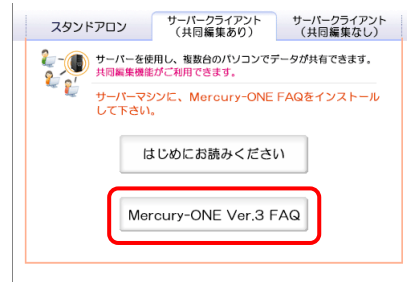 スタンドアロン
サーバークライアント
（共同編集あり）
サーバークライアント
（共同編集なし）
サーバーを使用し、複数台のパソコンでデータが共有できます。
共同編集機能がご利用できます。
サーバーマシンに、Mercury-ONE FAQをインストール
して下さい。
はじめにお読みください
Mercury-ONE Ver.3 FAQ